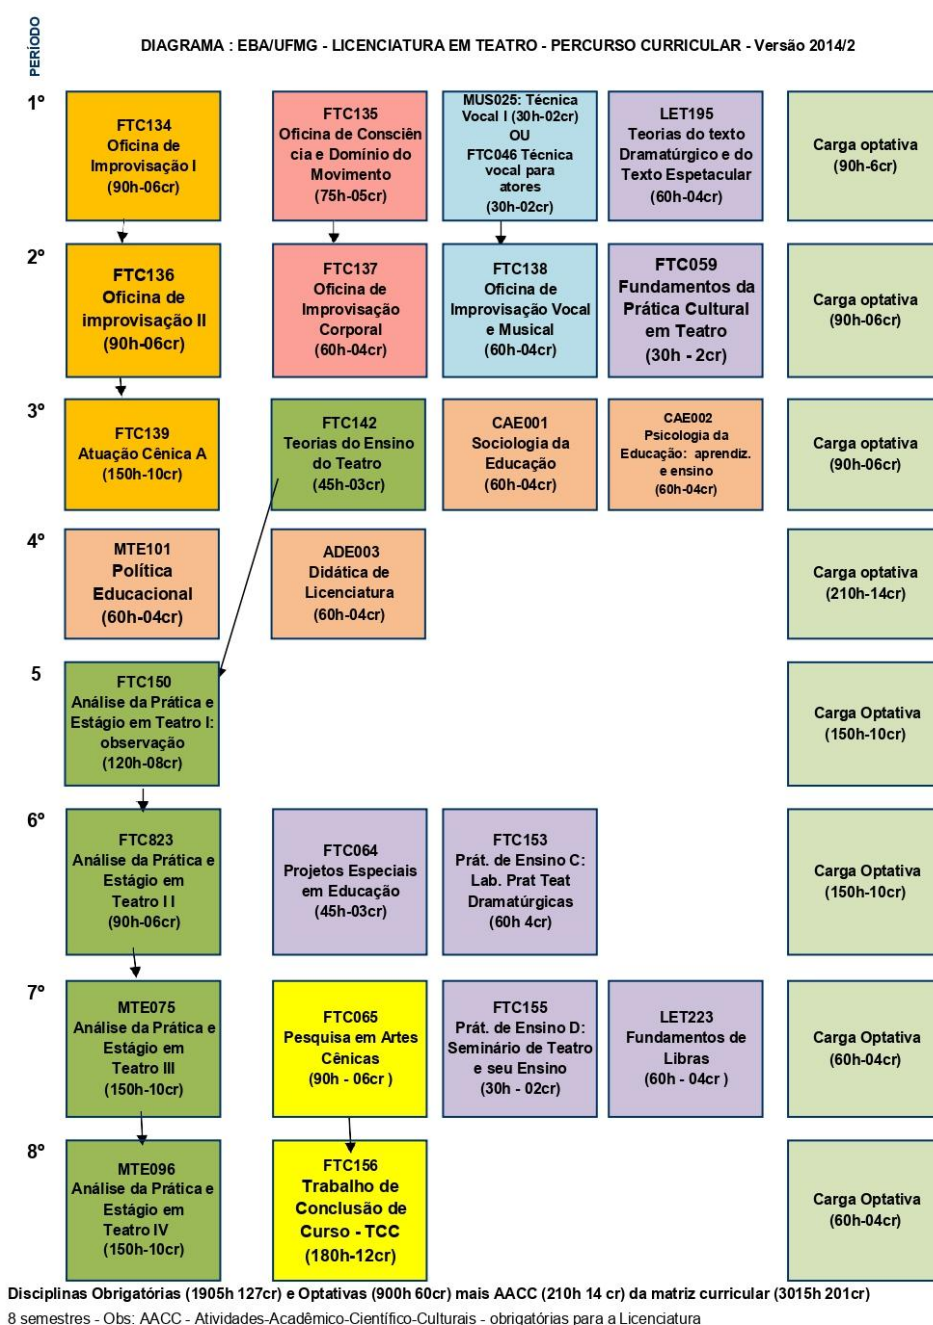 PERÍODO
DIAGRAMA : EBA/UFMG - LICENCIATURA EM TEATRO - PERCURSO CURRICULAR - Versão 2014/2
1º
FTC134
Oficina de
Improvisação I
(90h-06cr)
FTC135
Oficina de Consciên
cia e Domínio do
Movimento
(75h-05cr)
MUS025: Técnica
Vocal I (30h-02cr)
OU
FTC046 Técnica
vocal para
atores
(30h-02cr)
LET195
Teorias do texto
Dramatúrgico e do
Texto Espetacular
(60h-04cr)
Carga optativa
(90h-6cr)
2º
FTC136
Oficina de
improvisação II
(90h-06cr)
FTC137
Oficina de
Improvisação
Corporal
(60h-04cr)
FTC138
Oficina de
Improvisação Vocal
e Musical
(60h-04cr)
FTC059
Fundamentos da
Prática Cultural
em Teatro
(30h - 2cr)
Carga optativa
(90h-06cr)
3º
FTC139
Atuação Cênica A
(150h-10cr)
FTC142
Teorias do Ensino
do Teatro
(45h-03cr)
CAE001
Sociologia da
Educação
(60h-04cr)
CAE002
Psicologia da
Educação: aprendiz.
e ensino
(60h-04cr)
Carga optativa
(90h-06cr)
4º
MTE101
Política
Educacional
(60h-04cr)
ADE003
Didática de
Licenciatura
(60h-04cr)
Carga optativa
(210h-14cr)
5
FTC150
Análise da Prática e
Estágio em Teatro I:
observação
(120h-08cr)
Carga Optativa
(150h-10cr)
6º
FTC823
Análise da Prática e
Estágio em
Teatro I I
(90h-06cr)
FTC064
Projetos Especiais
em Educação
(45h-03cr)
FTC153
Prát. de Ensino C:
Lab. Prat Teat
Dramatúrgicas
(60h 4cr)
Carga Optativa
(150h-10cr)
7º
MTE075
Análise da Prática e
Estágio em
Teatro III
(150h-10cr)
FTC065
Pesquisa em Artes
Cênicas
(90h - 06cr )
FTC155
Prát. de Ensino D:
Seminário de Teatro
e seu Ensino
(30h - 02cr)
LET223
Fundamentos de
Libras
(60h - 04cr )
Carga Optativa
(60h-04cr)
8º
MTE096
Análise da Prática e
Estágio em
Teatro IV
(150h-10cr)
FTC156
Trabalho de
Conclusão de
Curso - TCC
(180h-12cr)
Carga Optativa
(60h-04cr)
Disciplinas Obrigatórias (1905h 127cr) e Optativas (900h 60cr) mais AACC (210h 14 cr) da matriz curricular (3015h 201cr)
8 semestres - Obs: AACC - Atividades-Acadêmico-Científico-Culturais - obrigatórias para a Licenciatura